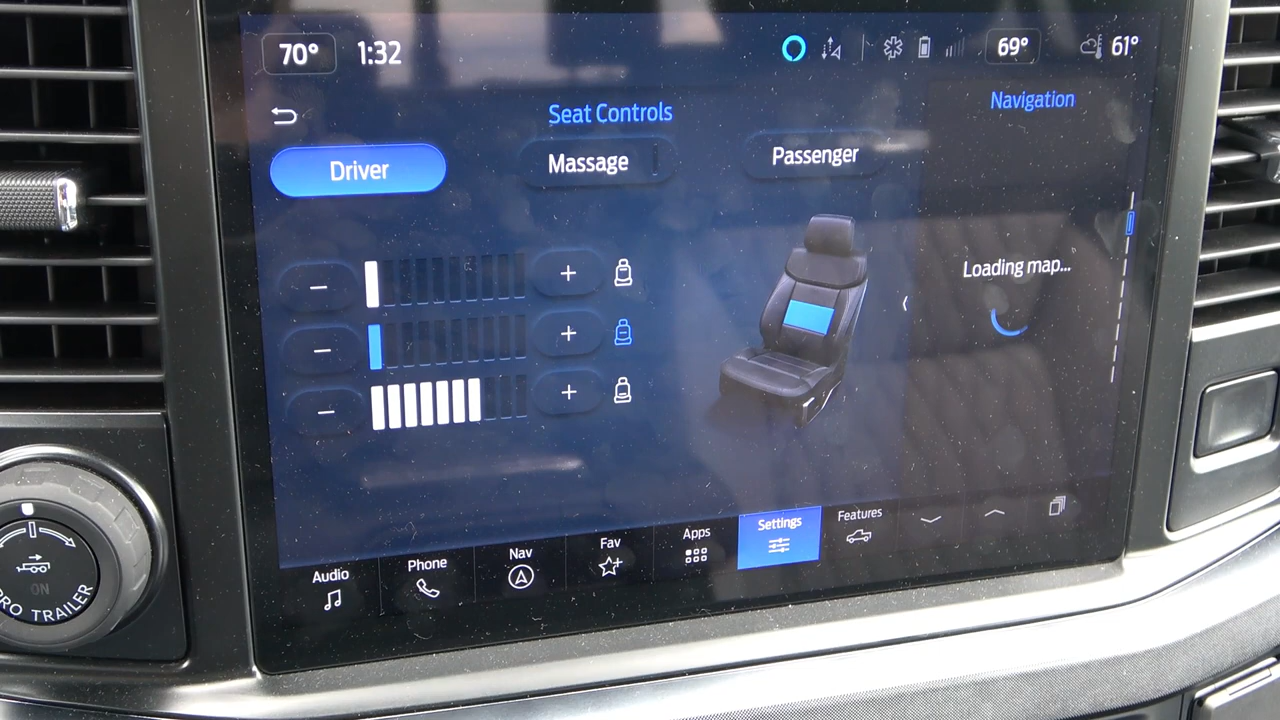 70° 1:32 69° 61°
Seat Controls
Navigation
Driver
Massage
Passenger
Loading map...
Audio
Phone
Nav
Fav
Apps
Settings
Features
ON
PRO TRAILER